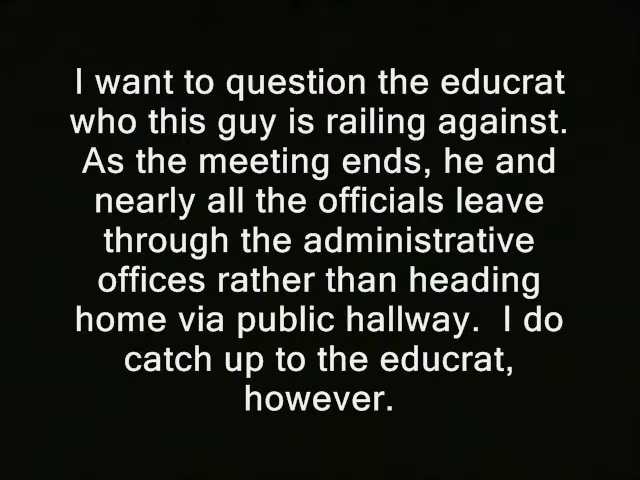 I want to question the educrat
who this guy is railing against.
As the meeting ends, he and
nearly all the officials leave
through the administrative
offices rather than heading
home via public hallway.  I do
catch up to the educrat,
however.